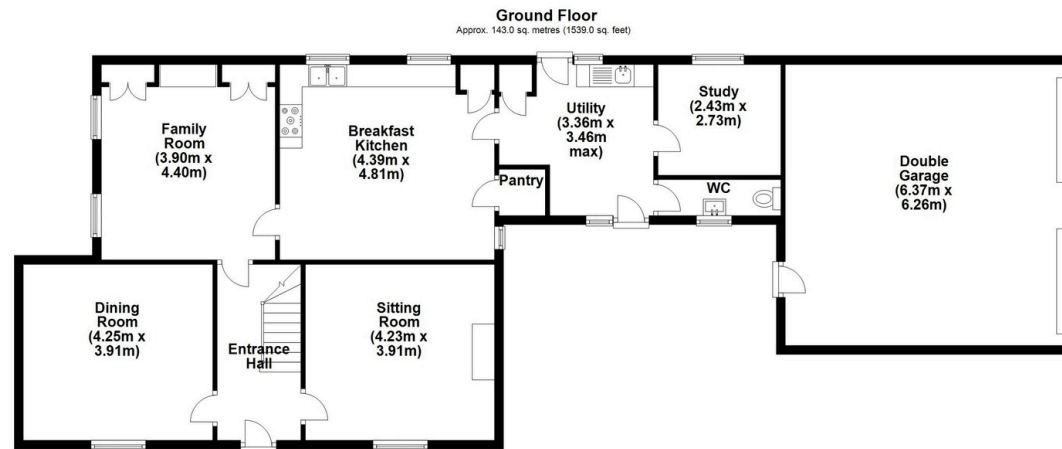 Ground Floor
Approx. 143.0 sq. metres (1539.0 sq. feet)
Family
Room
(3.90m x
4.40m)
Breakfast
Kitchen
(4.39m x
4.81m)
Utility
(3.36m x
3.46m
max)
Study
(2.43m x
2.73m)
Pantry
WC
Double
Garage
(6.37m x
6.26m)
Dining
Room
(4.25m x
3.91m)
Entrance
Hall
Sitting
Room
(4.23m x
3.91m)